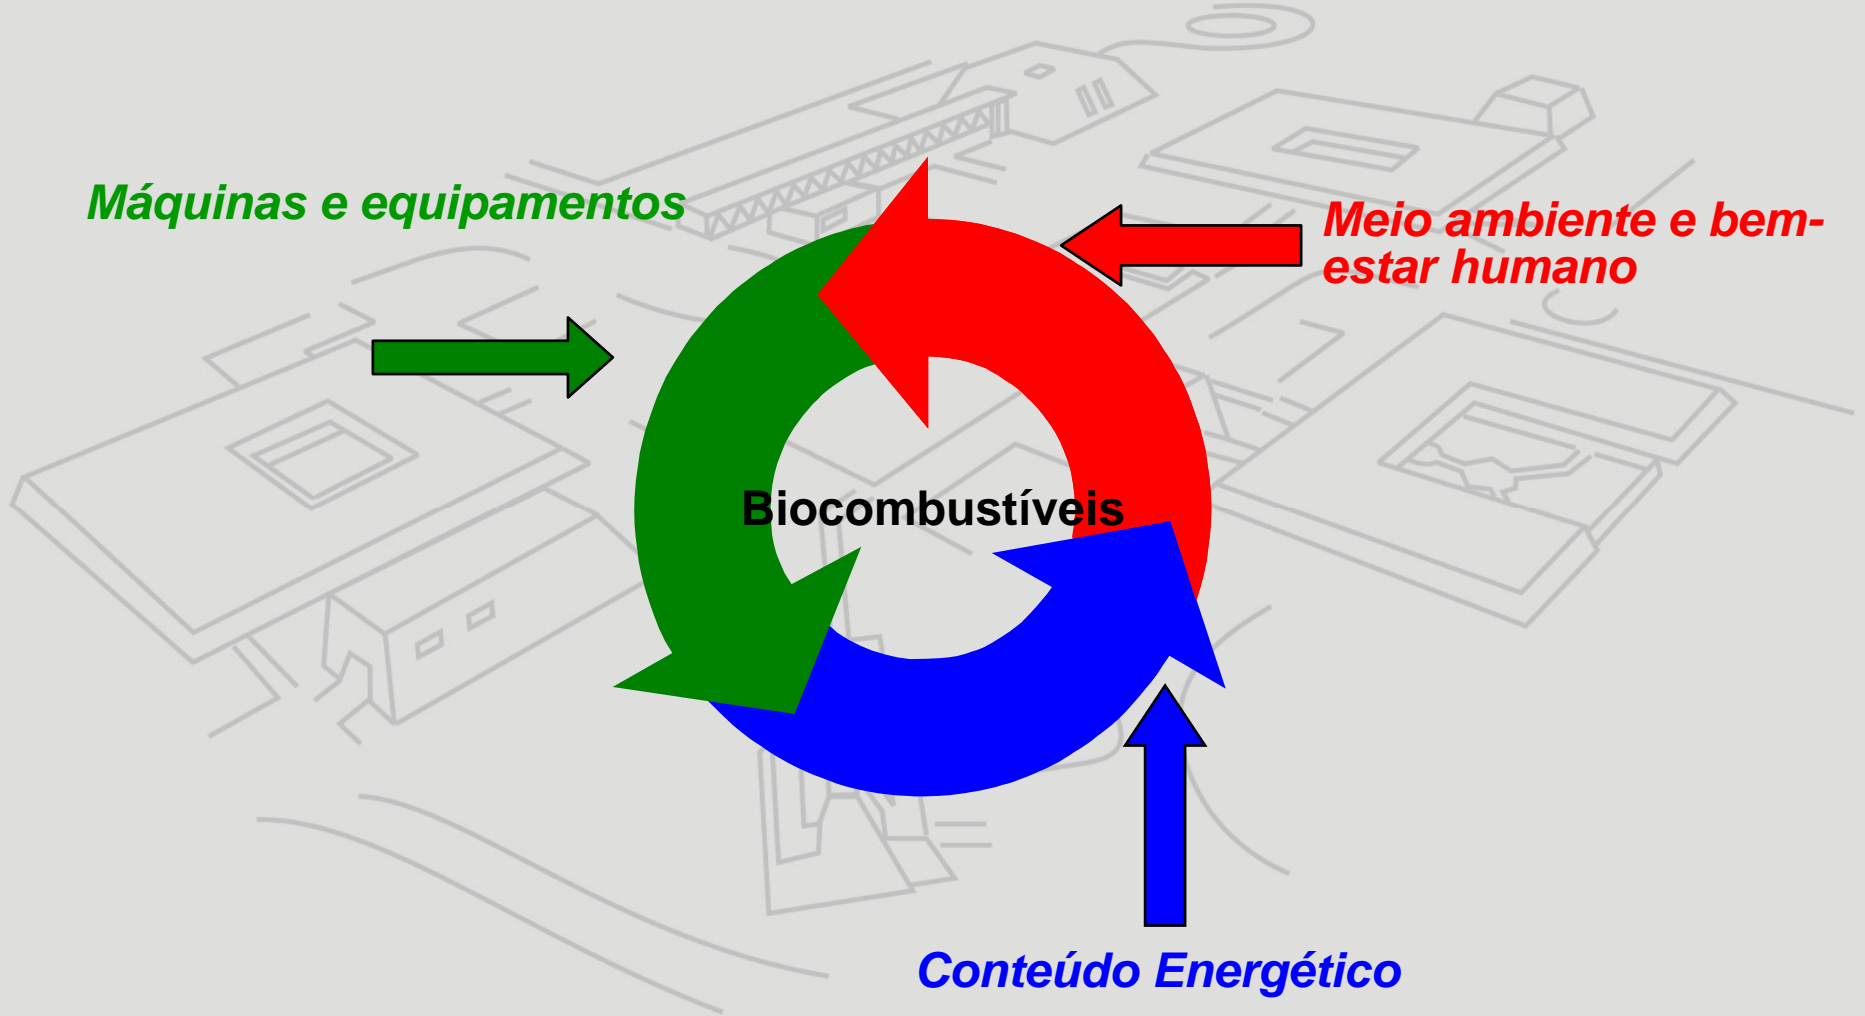 Máquinas e equipamentos
Meio ambiente e bem-
estar humano
Biocombustíveis
Conteúdo Energético